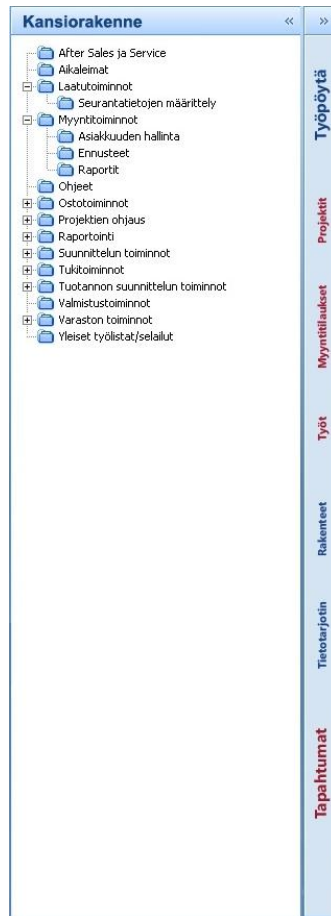 Kansiorakenne « »
After Sales ja Service
Aikaleimat
Laatutoiminnot
Seurantatietojen määrittely
Myyntitoiminnot
Asiakkuuden hallinta
Ennusteet
Raportit
Ohjeet
Ostotoiminnot
Projektien ohjaus
Raportointi
Suunnittelun toiminnot
Tukitoiminnot
Tuotannon suunnittelun toiminnot
Valmistustoiminnot
Varaston toiminnot
Yleiset työlistat/selailut
Työpöytä
Projektit
Myyntitilaukset
Työt
Rakenteet
Tietotarjotin
Tapahtumat